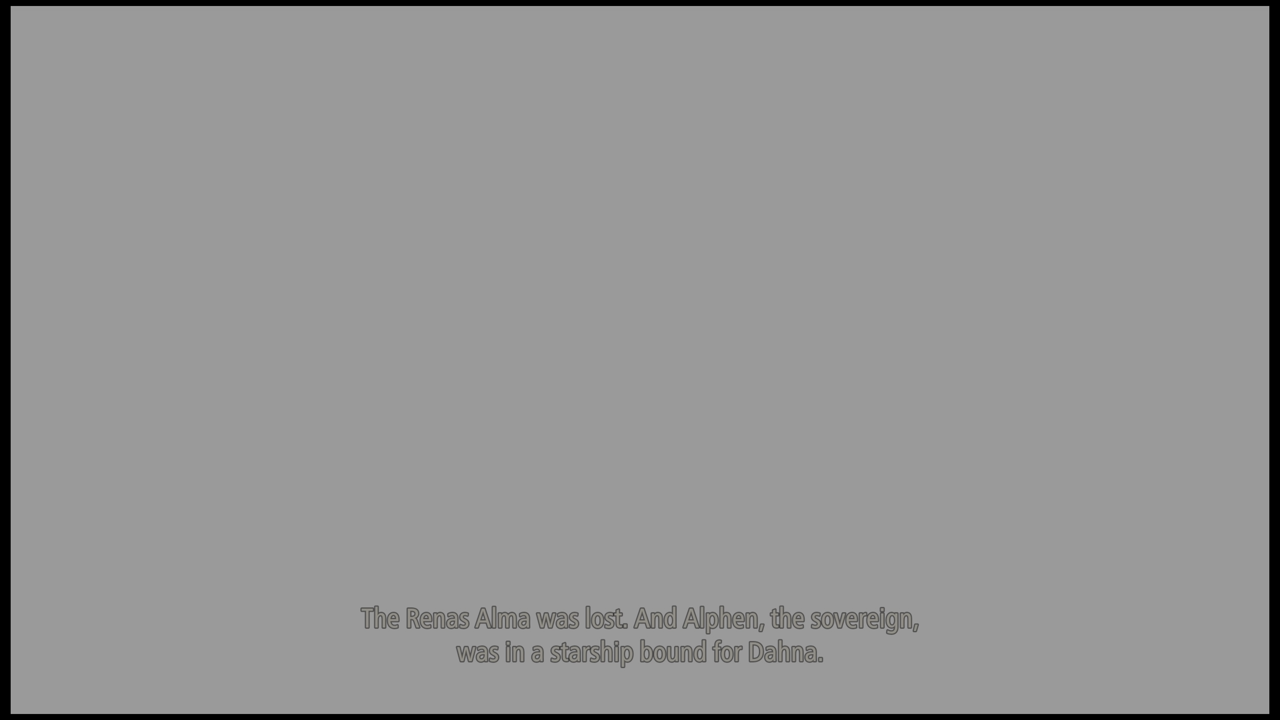 The Renas Alma was lost. And Alphen, the sovereign,
was in a starship bound for Dahna.